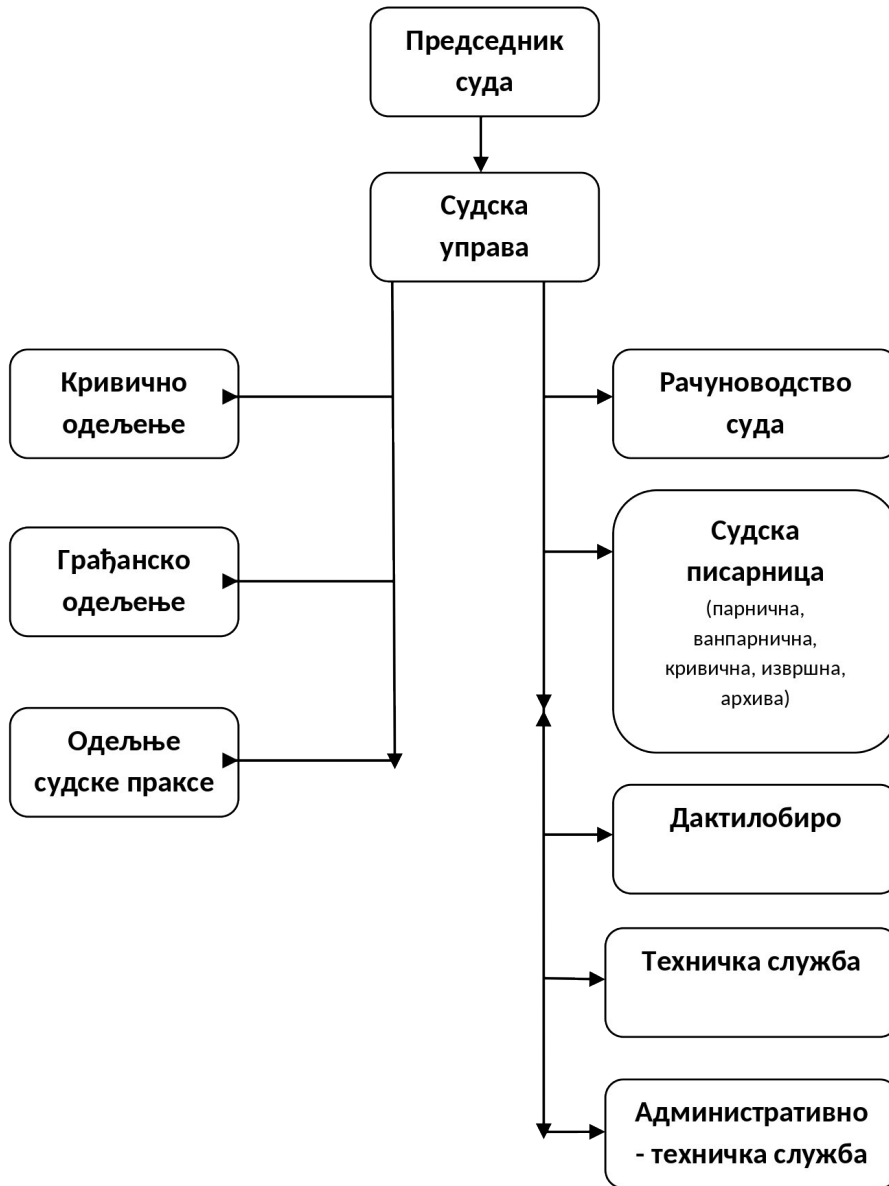 Председник
суда
Судска
управа
Кривично
одељење
Рачуноводство
суда
Грађанско
одељење
Судска
писарница
(парнична,
ванпарнична,
кривична, извршна,
архива)
Одељње
судске праксе
Дактилобиро
Техничка служба
Административно
- техничка служба